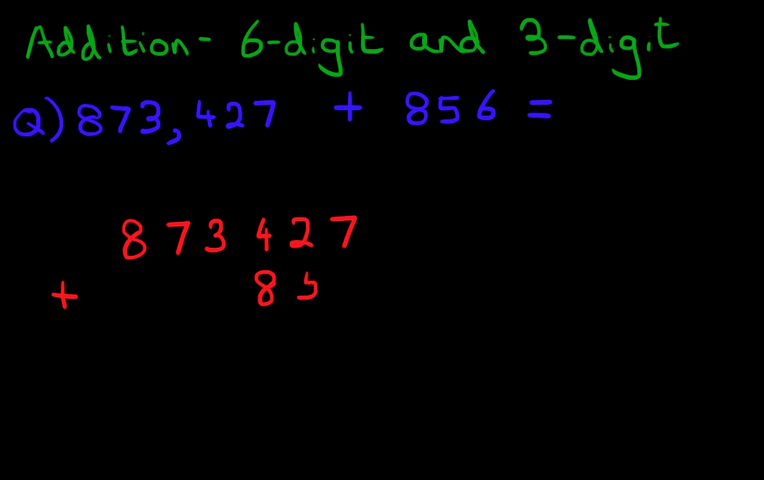 Addition - 6-digit and 3-digit
Q) 873,427 + 856 =
873427
+ 85